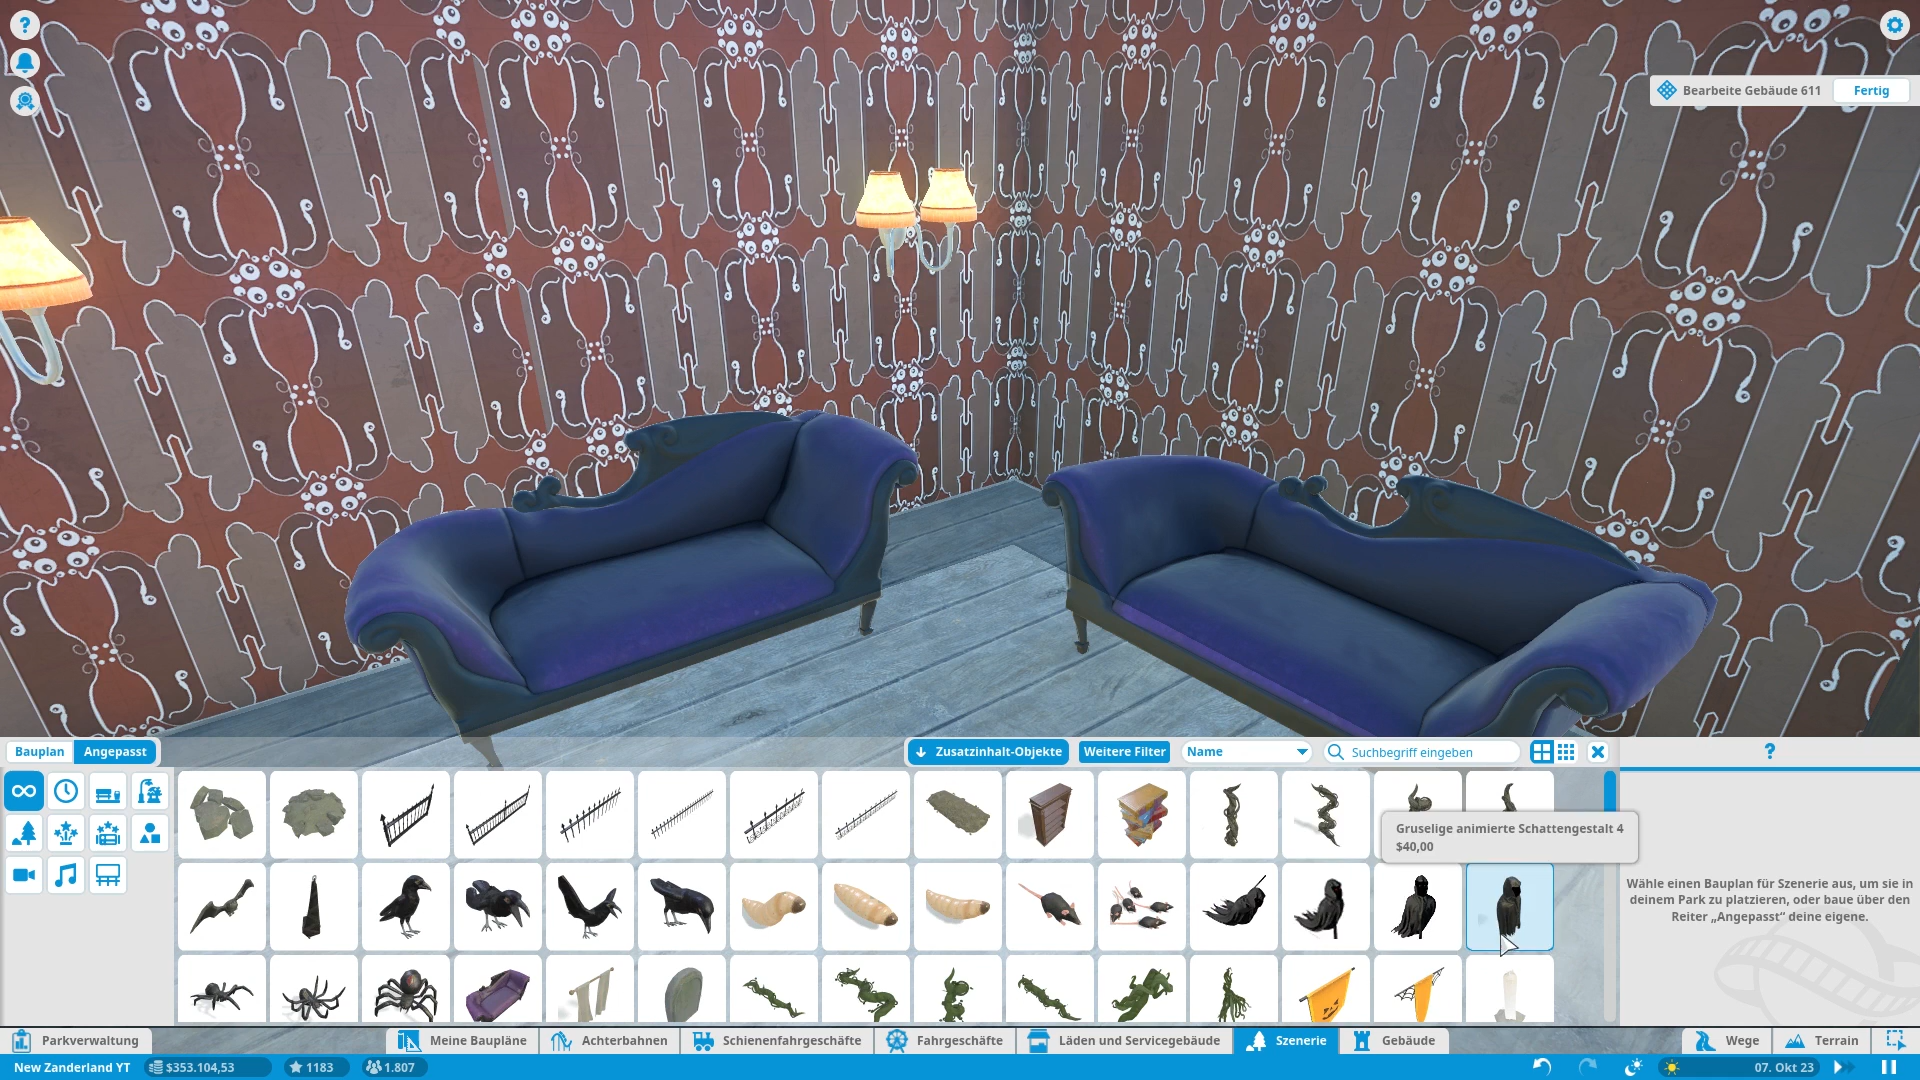 ?
Bearbeite Gebäude 611
Fertig
Bauplan
Angepasst
Zusatzinhalt-Objekte
Weitere Filter
Name
Suchbegriff eingeben
?
Gruselige animierte Schattengestalt 4
$40,00
Wähle einen Bauplan für Szenerie aus, um sie in
deinem Park zu platzieren, oder baue über den
Reiter „Angepasst“ deine eigene.
Parkverwaltung
Meine Baupläne
Achterbahnen
Schienenfahrgeschäfte
Fahrgeschäfte
Läden und Servicegebäude
Szenerie
Gebäude
Wege
Terrain
New Zanderland YT
$353.104,53
1183
1.807
07. Okt 23